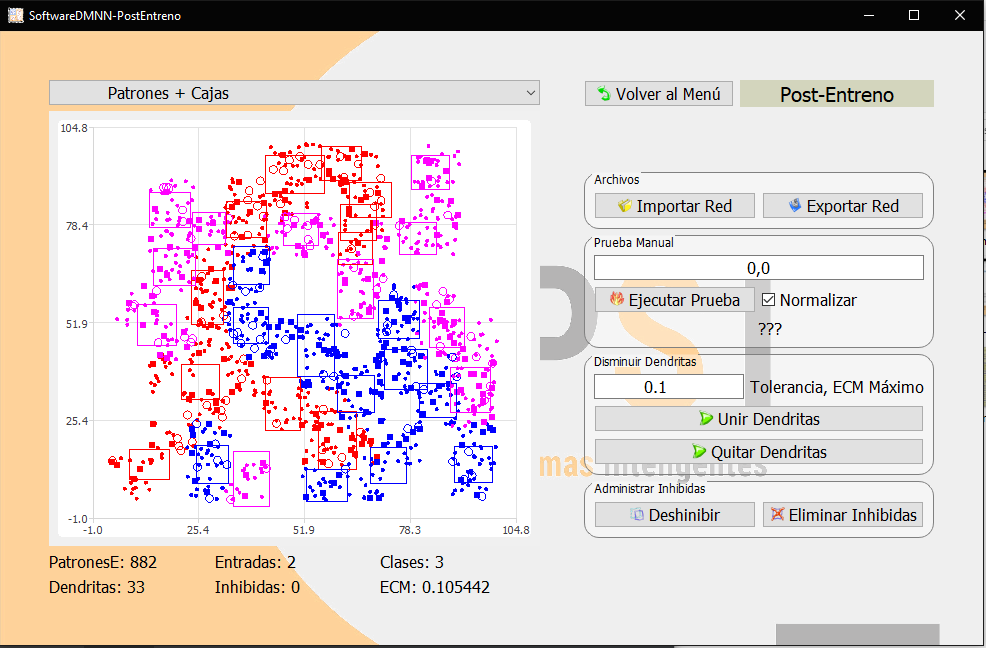 SoftwareDMNN-PostEntreno
Patrones + Cajas
Volver al Menú
Post-Entreno
104.8
78.4
51.9
25.4
-1.0
-1.0
25.4
51.9
78.3
104.8
Archivos
Importar Red
Exportar Red
Prueba Manual
0,0
Ejecutar Prueba
Normalizar
???
Disminuir Dendritas
0.1
Tolerancia, ECM Máximo
Unir Dendritas
Quitar Dendritas
mas Inteligentes
Administrar Inhibidas
Deshinibir
Eliminar Inhibidas
PatronesE: 882
Entradas: 2
Clases: 3
Dendritas: 33
Inhibidas: 0
ECM: 0.105442